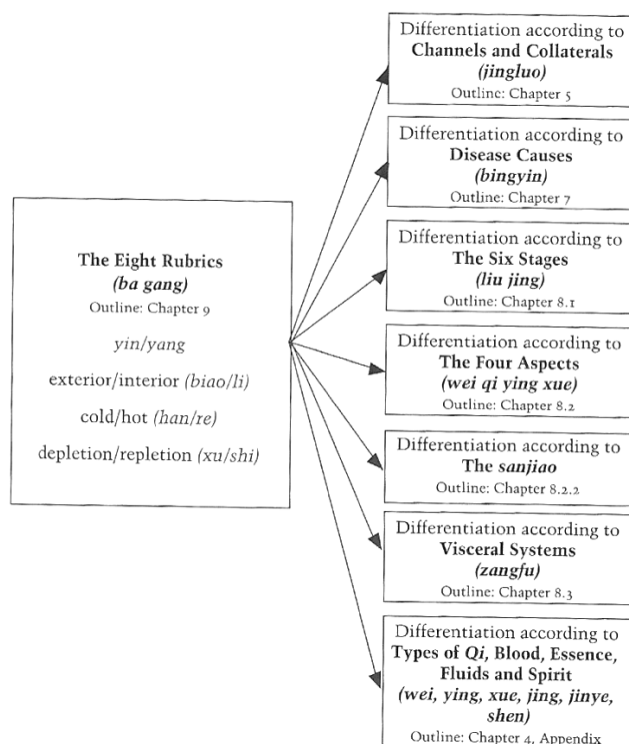 The Eight Rubrics
(ba gang)
Outline: Chapter 9
yin/yang
exterior/interior (biao/li)
cold/hot (han/re)
depletion/repletion (xu/shi)
Differentiation according to
Channels and Collaterals
(jingluo)
Outline: Chapter 5
Differentiation according to
Disease Causes
(bingyin)
Outline: Chapter 7
Differentiation according to
The Six Stages
(liu jing)
Outline: Chapter 8.1
Differentiation according to
The Four Aspects
(wei qi ying xue)
Outline: Chapter 8.2
Differentiation according to
The sanjiao
Outline: Chapter 8.2.2
Differentiation according to
Visceral Systems
(zangfu)
Outline: Chapter 8.3
Differentiation according to
Types of Qi, Blood, Essence,
Fluids and Spirit
(wei, ying, xue, jing, jinye,
shen)
Outline: Chapter 4, Appendix